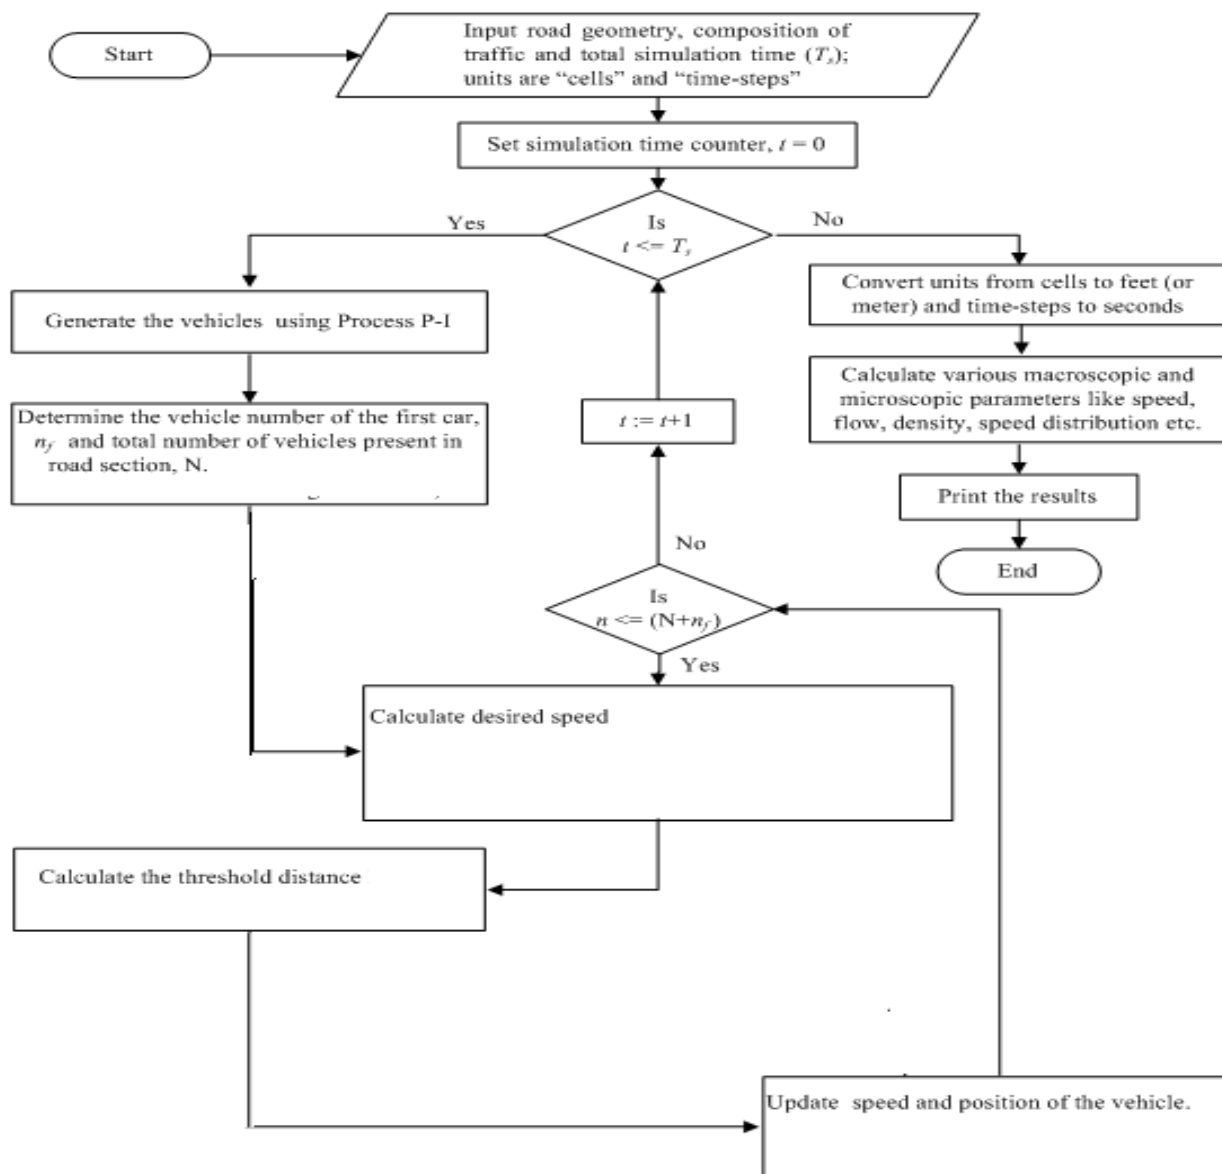 Start
Input road geometry, composition of
traffic and total simulation time (Ts);
units are “cells” and “time-steps”
Set simulation time counter, t = 0
Is
t <= Ts
Yes
No
Generate the vehicles using Process P-I
Determine the vehicle number of the first car,
nf and total number of vehicles present in
road section, N.
Convert units from cells to feet (or
meter) and time-steps to seconds
Calculate various macroscopic and
microscopic parameters like speed,
flow, density, speed distribution etc.
Print the results
End
t := t+1
No
Is
n <= (N+nf)
Yes
Calculate desired speed
Calculate the threshold distance
Update speed and position of the vehicle.